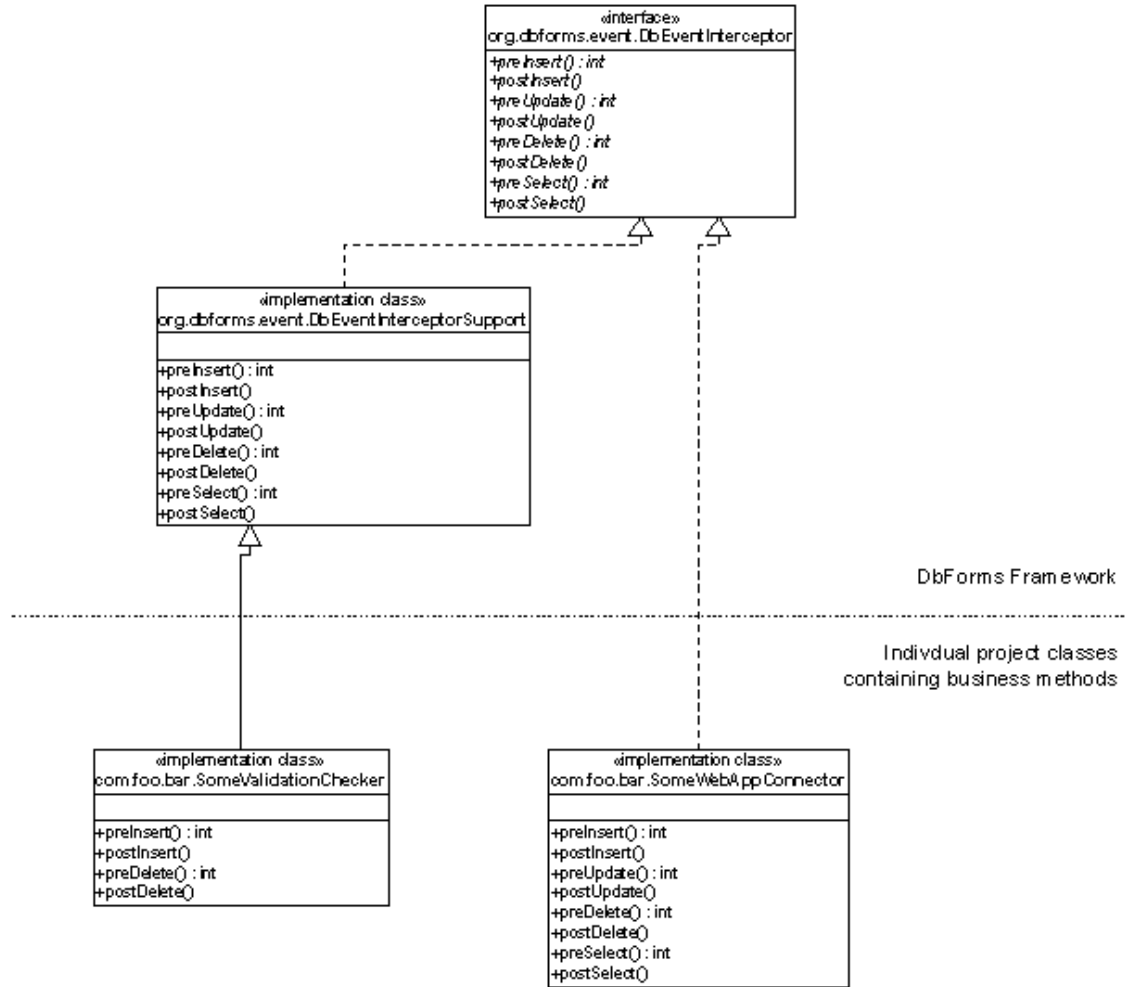 «interface»
org.dbforms.event.DbEventInterceptor
+preInsert() : int
+postInsert()
+preUpdate() : int
+postUpdate()
+preDelete() : int
+postDelete()
+preSelect() : int
+postSelect()
«implementation class»
org.dbforms.event.DbEventInterceptorSupport
+preInsert() : int
+postInsert()
+preUpdate() : int
+postUpdate()
+preDelete() : int
+postDelete()
+preSelect() : int
+postSelect()
DbForms Framework
Indivdual project classes
containing business methods
«implementation class»
com.foo.bar.SomeValidationChecker
+preInsert() : int
+postInsert()
+preDelete() : int
+postDelete()
«implementation class»
com.foo.bar.SomeWebAppConnector
+preInsert() : int
+postInsert()
+preUpdate() : int
+postUpdate()
+preDelete() : int
+postDelete()
+preSelect() : int
+postSelect()